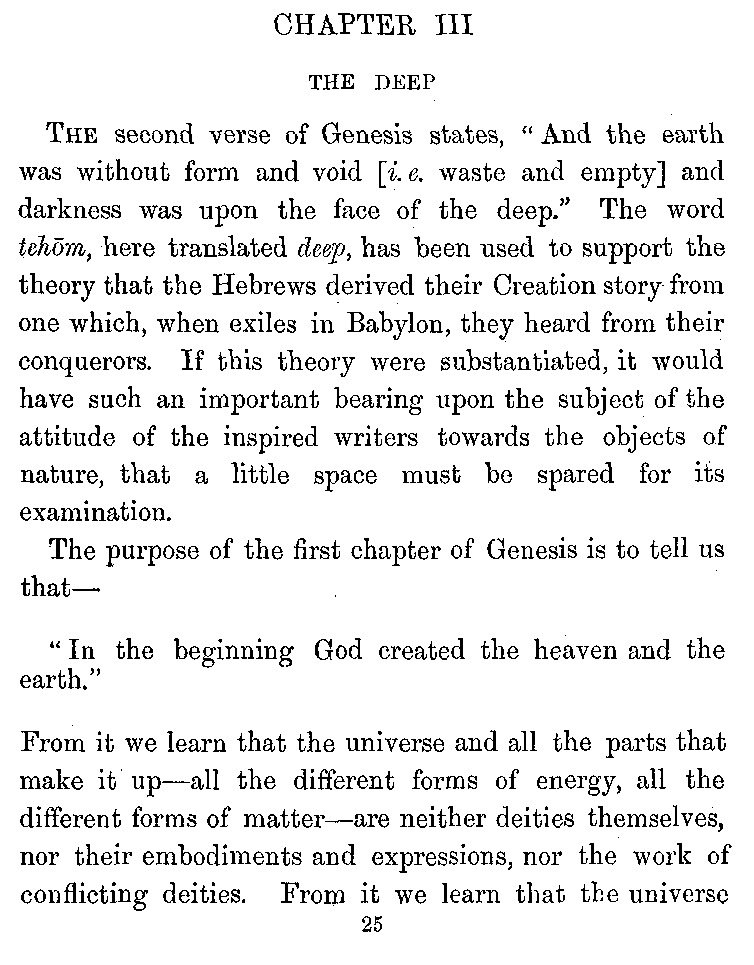 CHAPTER III
THE DEEP
THE second verse of Genesis states, “ And the earth
was without form and void [i. e. waste and empty] and
darkness was upon the face of the deep.” The word
tehōm, here translated deep, has been used to support the
theory that the Hebrews derived their Creation story from
one which, when exiles in Babylon, they heard from their
conquerors. If this theory were substantiated, it would
have such an important bearing upon the subject of the
attitude of the inspired writers towards the objects of
nature, that a little space must be spared for its
examination.
The purpose of the first chapter of Genesis is to tell us
that—
“ In the beginning God created the heaven and the
earth.”
From it we learn that the universe and all the parts that
make it up—all the different forms of energy, all the
different forms of matter—are neither deities themselves,
nor their embodiments and expressions, nor the work of
conflicting deities. From it we learn that the universe
25